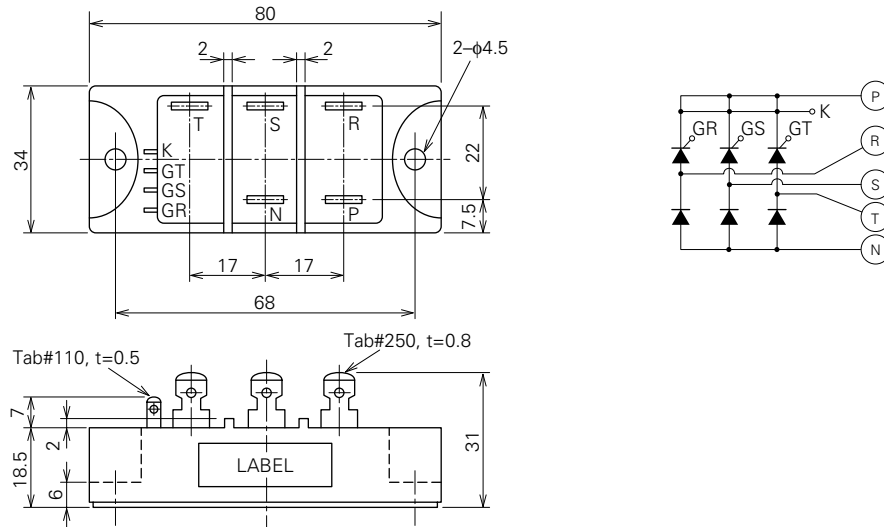 80
2
2
2–φ4.5
T
S
R
34
22
K
GT
GS
GR
N
P
7.5
17
17
68
P
K
GR
GS
GT
R
S
T
N
Tab#110, t=0.5
Tab#250, t=0.8
7
2
18.5
6
31
LABEL